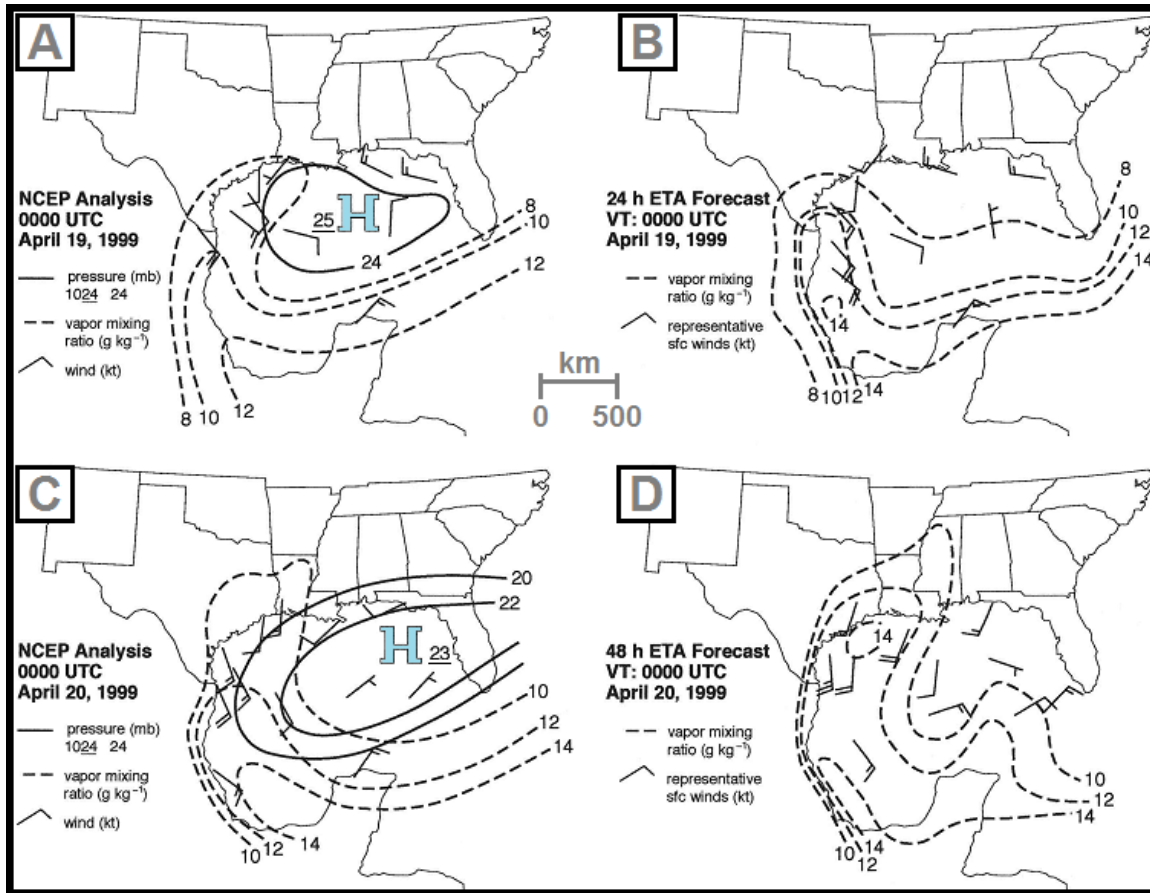 A
NCEP Analysis
0000 UTC
April 19, 1999
pressure (mb)
1024 24
vapor mixing
ratio (g kg⁻¹)
wind (kt)
25
H
24
8
10
12
8
10
12
B
24 h ETA Forecast
VT: 0000 UTC
April 19, 1999
vapor mixing
ratio (g kg⁻¹)
representative
sfc winds (kt)
8
10
12
14
14
8
10
12
14
km
0 500
C
NCEP Analysis
0000 UTC
April 20, 1999
pressure (mb)
1024 24
vapor mixing
ratio (g kg⁻¹)
wind (kt)
20
22
H 23
10
12
14
10
12
14
D
48 h ETA Forecast
VT: 0000 UTC
April 20, 1999
vapor mixing
ratio (g kg⁻¹)
representative
sfc winds (kt)
14
10
12
14
14
12
10